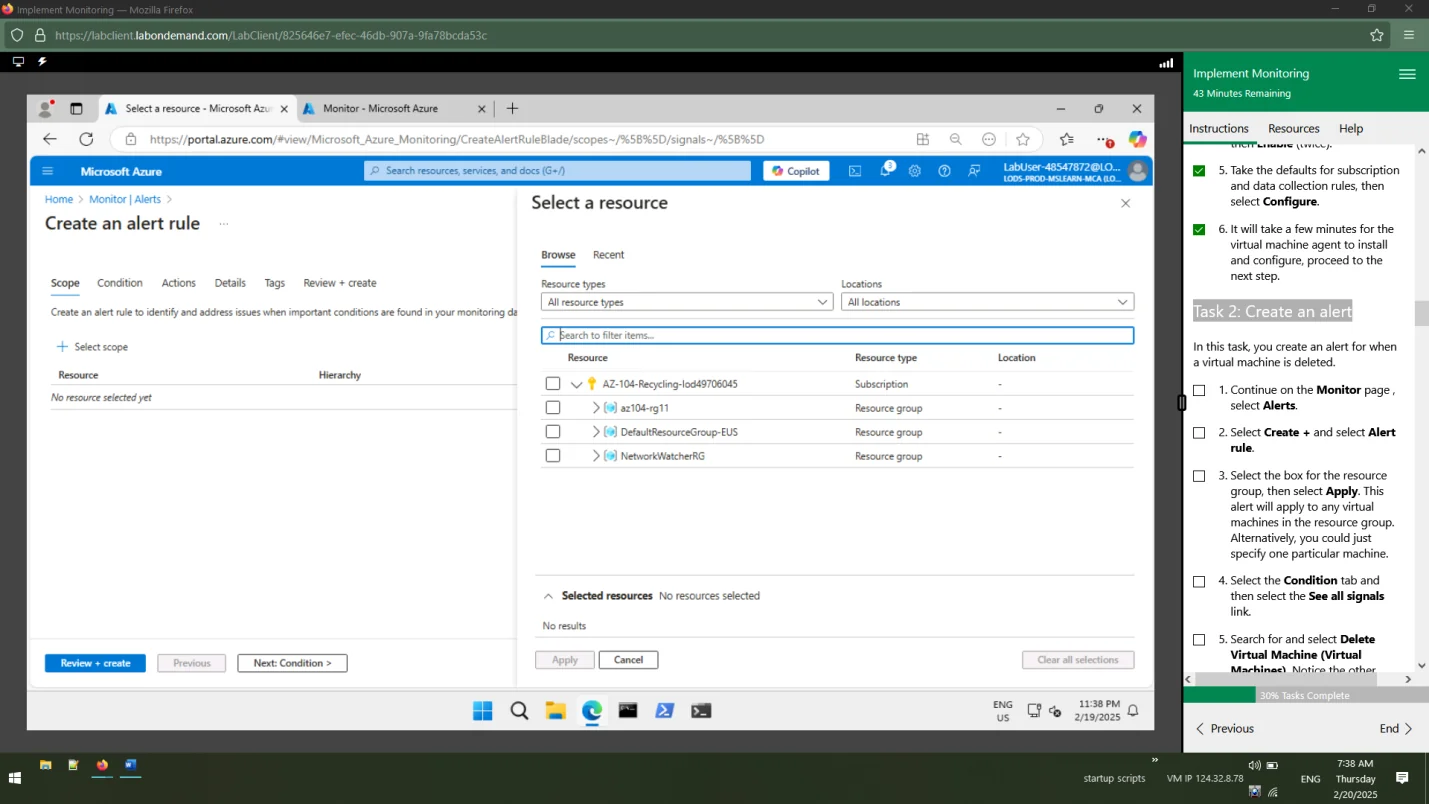 Implement Monitoring — Mozilla Firefox
https://labclient.labondemand.com/LabClient/825646e7-efec-46db-907a-9fa78bcda53c
Select a resource - Microsoft Azu
Monitor - Microsoft Azure
https://portal.azure.com/#view/Microsoft_Azure_Monitoring/CreateAlertRuleBlade/scopes~/%5B%5D/signals~/%5B%5D
Microsoft Azure
Search resources, services, and docs (G+/)
Copilot
3
LabUser-48547872@LO...
LODS-PROD-MSLEARN-MCA (LO...
Home > Monitor | Alerts >
Create an alert rule ...
Scope Condition Actions Details Tags Review + create
Create an alert rule to identify and address issues when important conditions are found in your monitoring da
+ Select scope
Resource Hierarchy
No resource selected yet
Review + create
Previous
Next: Condition >
Select a resource
Browse Recent
Resource types
All resource types
Locations
All locations
Search to filter items...
Resource Resource type Location
AZ-104-Recycling-lod49706045 Subscription -
az104-rg11 Resource group -
DefaultResourceGroup-EUS Resource group -
NetworkWatcherRG Resource group -
Selected resources No resources selected
No results
Apply
Cancel
Clear all selections
ENG
US
11:38 PM
2/19/2025
Implement Monitoring
43 Minutes Remaining
Instructions Resources Help
then Enable (twice).
5. Take the defaults for subscription
and data collection rules, then
select Configure.
6. It will take a few minutes for the
virtual machine agent to install
and configure, proceed to the
next step.
Task 2: Create an alert
In this task, you create an alert for when
a virtual machine is deleted.
1. Continue on the Monitor page ,
select Alerts.
2. Select Create + and select Alert
rule.
3. Select the box for the resource
group, then select Apply. This
alert will apply to any virtual
machines in the resource group.
Alternatively, you could just
specify one particular machine.
4. Select the Condition tab and
then select the See all signals
link.
5. Search for and select Delete
Virtual Machine (Virtual
Machines). Notice the other
30% Tasks Complete
Previous
End
startup scripts
»
VM IP 124.32.8.78
ENG
7:38 AM
Thursday
2/20/2025